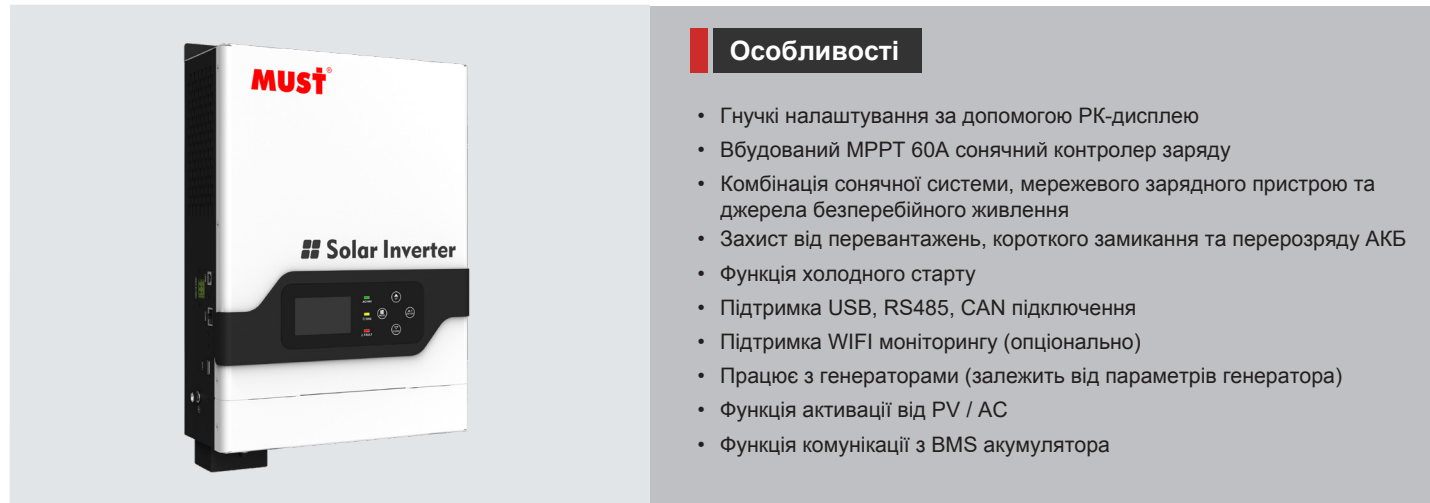 MUST®
Solar Inverter
Особливості
• Гнучкі налаштування за допомогою РК-дисплею
• Вбудований MPPT 60A сонячний контролер заряду
• Комбінація сонячної системи, мережевого зарядного пристрою та
джерела безперебійного живлення
• Захист від перевантажень, короткого замикання та перерозряду АКБ
• Функція холодного старту
• Підтримка USB, RS485, CAN підключення
• Підтримка WIFI моніторингу (опціонально)
• Працює з генераторами (залежить від параметрів генератора)
• Функція активації від PV / AC
• Функція комунікації з BMS акумулятора